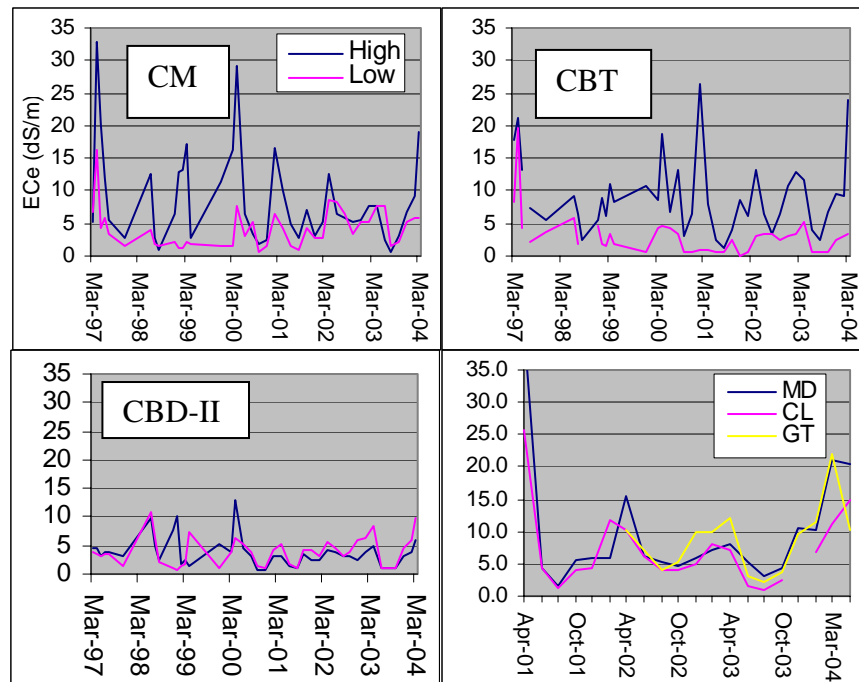 35
30
25
20
15
10
5
0
ECe (dS/m)
CM
High
Low
Mar-97
Mar-98
Mar-99
Mar-00
Mar-01
Mar-02
Mar-03
Mar-04
35
30
25
20
15
10
5
0
CBT
Mar-97
Mar-98
Mar-99
Mar-00
Mar-01
Mar-02
Mar-03
Mar-04
35
30
25
20
15
10
5
0
CBD-II
Mar-97
Mar-98
Mar-99
Mar-00
Mar-01
Mar-02
Mar-03
Mar-04
35.0
30.0
25.0
20.0
15.0
10.0
5.0
0.0
MD
CL
GT
Apr-01
Oct-01
Apr-02
Oct-02
Apr-03
Oct-03
Mar-04